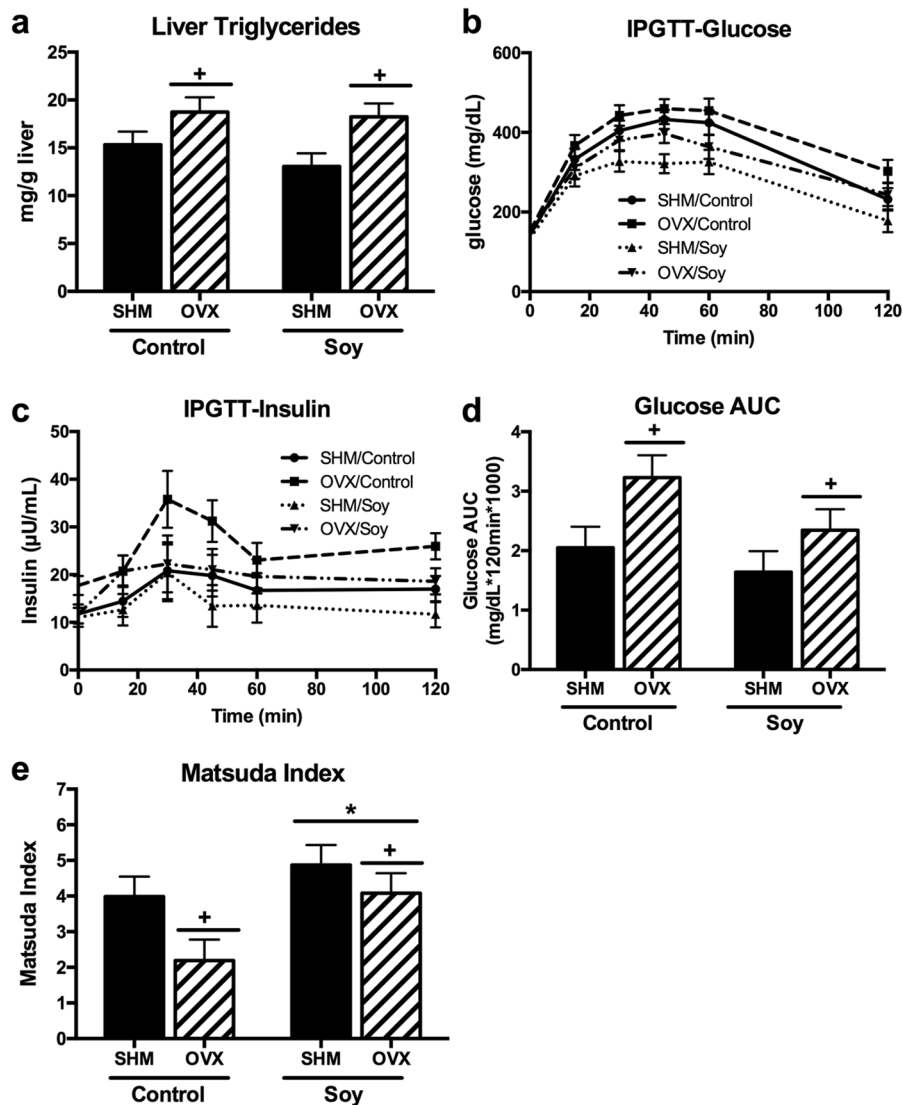 a
Liver Triglycerides
mg/g liver
25
20
15
10
5
0
+
+
SHM
OVX
SHM
OVX
Control
Soy
b
IPGTT-Glucose
glucose (mg/dL)
600
400
200
0
SHM/Control
OVX/Control
SHM/Soy
OVX/Soy
0 20 40 60 80 100 120
Time (min)
c
IPGTT-Insulin
Insulin (µU/mL)
50
40
30
20
10
0
SHM/Control
OVX/Control
SHM/Soy
OVX/Soy
0 20 40 60 80 100 120
Time (min)
d
Glucose AUC
Glucose AUC
(mg/dL*120min*1000)
4
3
2
1
0
+
+
SHM
OVX
SHM
OVX
Control
Soy
e
Matsuda Index
Matsuda Index
7
6
5
4
3
2
1
0
*
+
+
SHM
OVX
SHM
OVX
Control
Soy